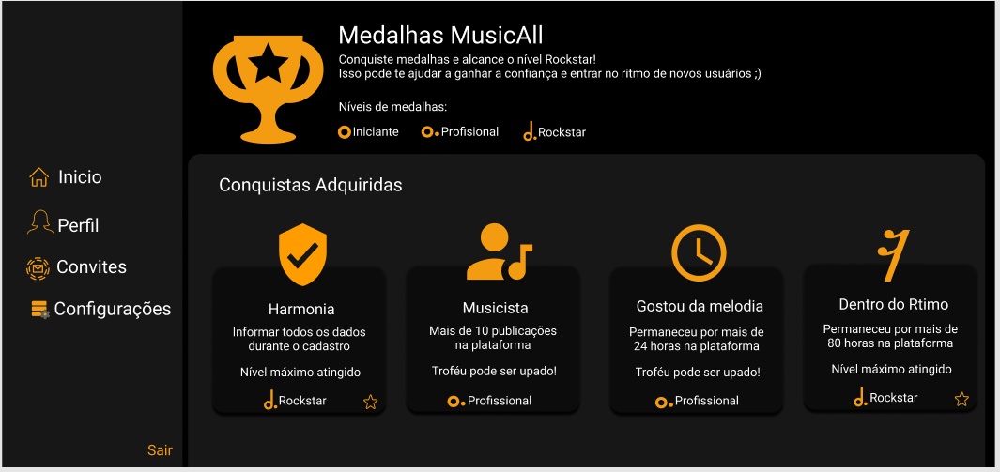 Medalhas MusicAll
Conquiste medalhas e alcance o nível Rockstar!
Isso pode te ajudar a ganhar a confiança e entrar no ritmo de novos usuários ;)
Níveis de medalhas:
Iniciante
Profisional
Rockstar
Inicio
Perfil
Convites
Configurações
Sair
Conquistas Adquiridas
Harmonia
Informar todos os dados
durante o cadastro
Nível máximo atingido
Rockstar
Musicista
Mais de 10 publicações
na plataforma
Troféu pode ser upado!
Profissional
Gostou da melodia
Permaneceu por mais de
24 horas na plataforma
Troféu pode ser upado!
Profissional
Dentro do Rtimo
Permaneceu por mais de
80 horas na plataforma
Nível máximo atingido
Rockstar